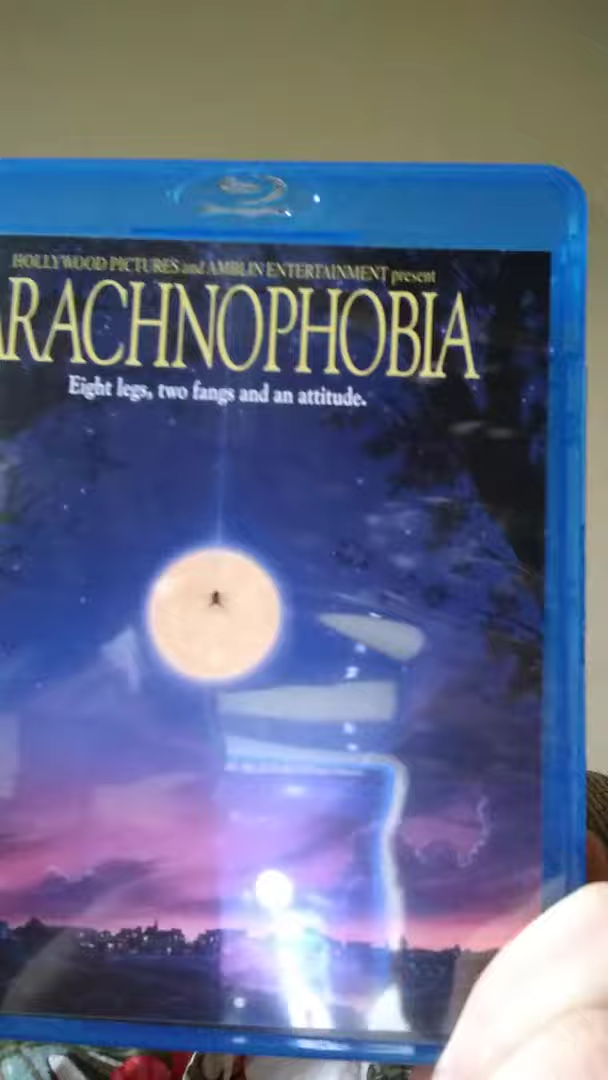 HOLLYWOOD PICTURES and AMBLIN ENTERTAINMENT present
ARACHNOPHOBIA
Eight legs, two fangs and an attitude.